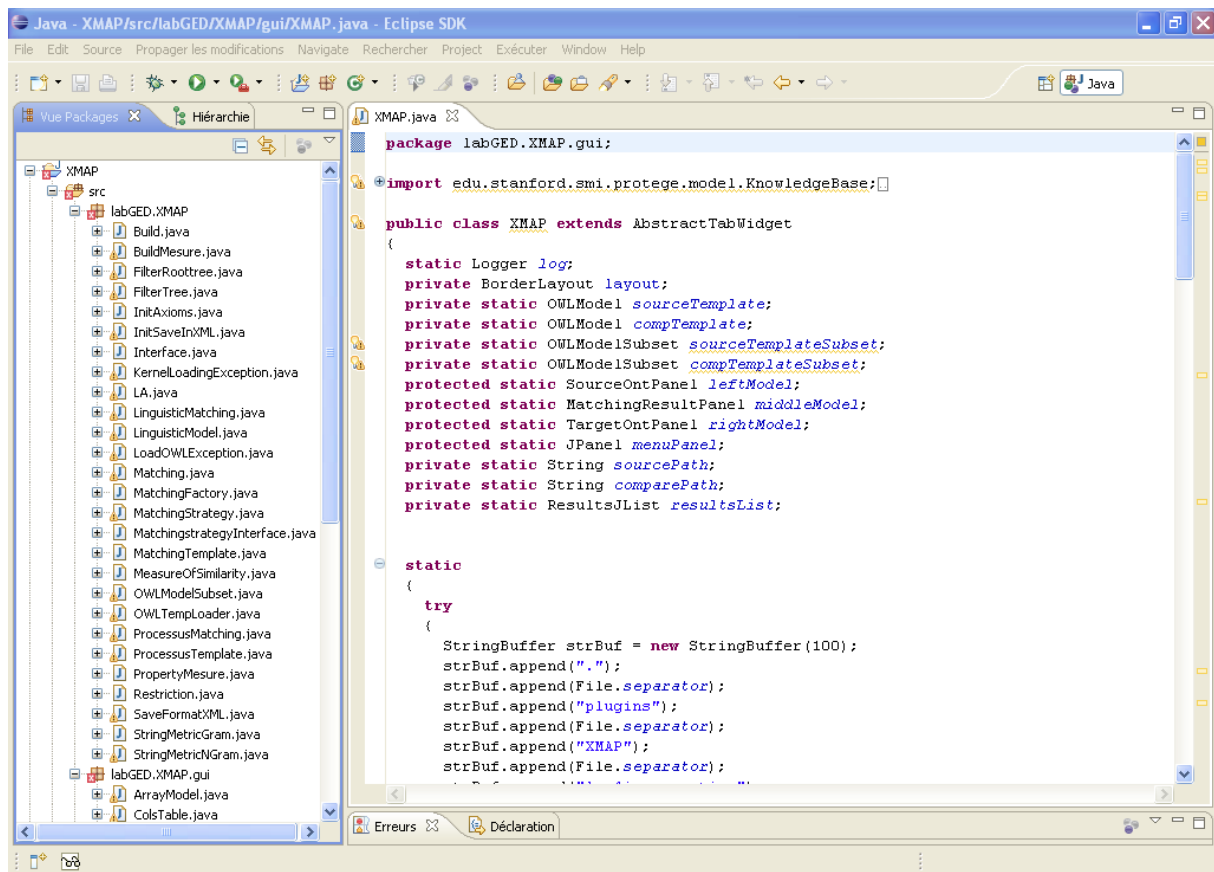 Java - XMAP/src/labGED/XMAP/gui/XMAP.java - Eclipse SDK
File Edit Source Propager les modifications Navigate Rechercher Project Exécuter Window Help
Java
Vue Packages
Hiérarchie
XMAP
src
labGED.XMAP
Build.java
BuildMesure.java
FilterRoottree.java
FilterTree.java
InitAxioms.java
InitSaveInXML.java
Interface.java
KernelLoadingException.java
LA.java
LinguisticMatching.java
LinguisticModel.java
LoadOWLException.java
Matching.java
MatchingFactory.java
MatchingStrategy.java
MatchingstrategyInterface.java
MatchingTemplate.java
MeasureOfSimilarity.java
OWLModelSubset.java
OWLTempLoader.java
ProcessusMatching.java
ProcessusTemplate.java
PropertyMesure.java
Restriction.java
SaveFormatXML.java
StringMetricGram.java
StringMetricNGram.java
labGED.XMAP.gui
ArrayModel.java
ColsTable.java
XMAP.java
package labGED.XMAP.gui;
import edu.stanford.smi.protege.model.KnowledgeBase;
public class XMAP extends AbstractTabWidget
{
static Logger log;
private BorderLayout layout;
private static OWLModel sourceTemplate;
private static OWLModel compTemplate;
private static OWLModelSubset sourceTemplateSubset;
private static OWLModelSubset compTemplateSubset;
protected static SourceOntPanel leftModel;
protected static MatchingResultPanel middleModel;
protected static TargetOntPanel rightModel;
protected static JPanel menuPanel;
private static String sourcePath;
private static String comparePath;
private static ResultsJList resultsList;
static
{
try
{
StringBuffer strBuf = new StringBuffer(100);
strBuf.append(".");
strBuf.append(File.separator);
strBuf.append("plugins");
strBuf.append(File.separator);
strBuf.append("XMAP");
strBuf.append(File.separator);
Erreurs
Déclaration